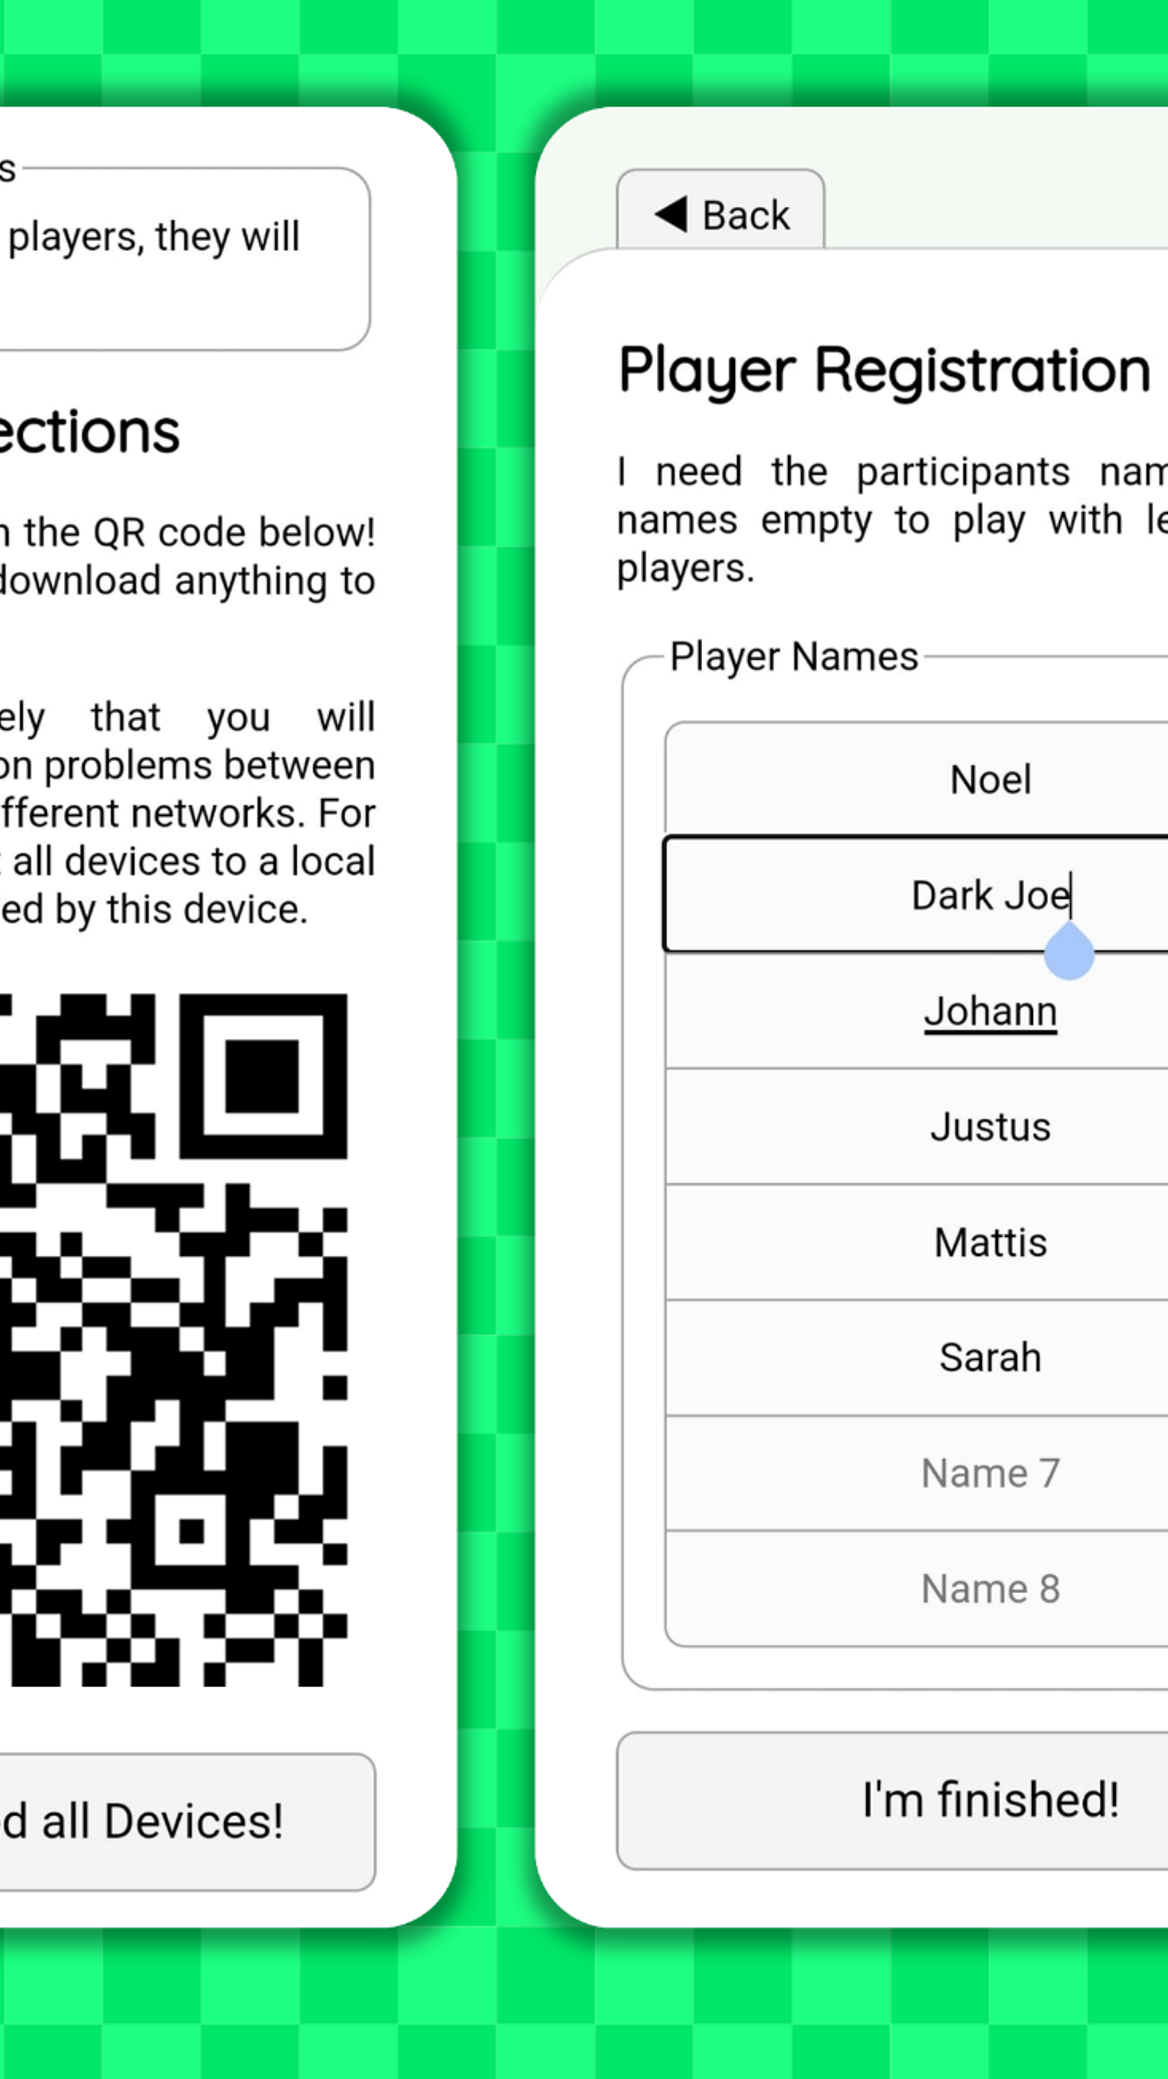 s
players, they will
ections
n the QR code below!
download anything to
ely that you will
on problems between
fferent networks. For
t all devices to a local
ed by this device.
d all Devices!
◀ Back
Player Registration
I need the participants nam
names empty to play with le
players.
Player Names
Noel
Dark Joe
Johann
Justus
Mattis
Sarah
Name 7
Name 8
I'm finished!